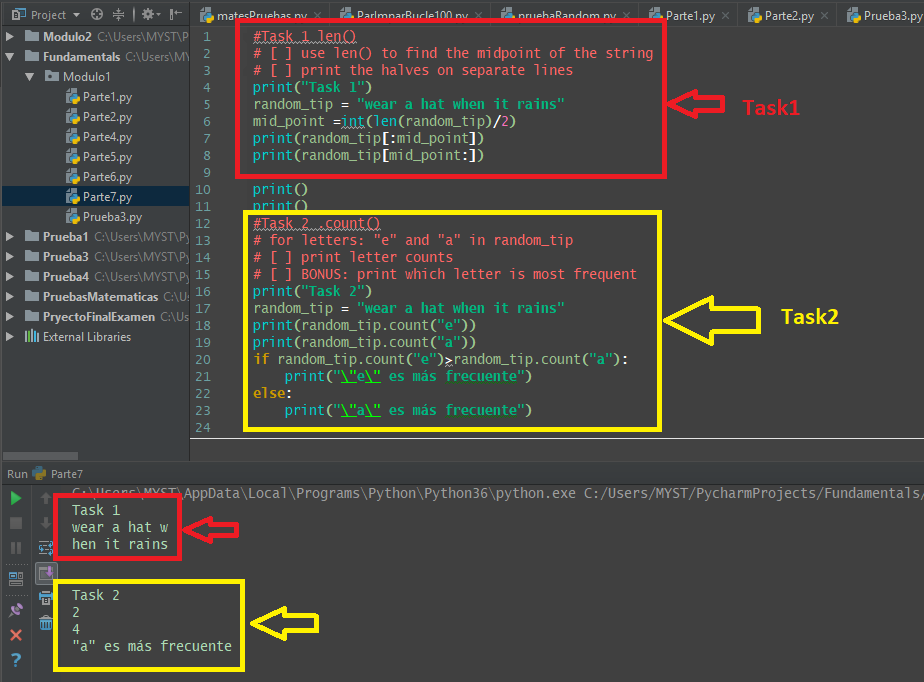 Project
matesPruebas.py
ParImparBucle100.py
pruebaRandom.py
Parte1.py
Parte2.py
Prueba3.py
Modulo2 C:\Users\MYST\P
Fundamentals C:\Users\M\
Modulo1
Parte1.py
Parte2.py
Parte4.py
Parte5.py
Parte6.py
Parte7.py
Prueba3.py
Prueba1 C:\Users\MYST\Py
Prueba3 C:\Users\MYST\Py
Prueba4 C:\Users\MYST\Py
PruebasMatematicas C:\U
PryectoFinalExamen C:\Us
External Libraries
1 #Task 1 len()
2 # [ ] use len() to find the midpoint of the string
3 # [ ] print the halves on separate lines
4 print("Task 1")
5 random_tip = "wear a hat when it rains"
6 mid_point =int(len(random_tip)/2)
7 print(random_tip[:mid_point])
8 print(random_tip[mid_point:])
9
10 print()
11 print()
12 #Task 2 .count()
13 # for letters: "e" and "a" in random_tip
14 # [ ] print letter counts
15 # [ ] BONUS: print which letter is most frequent
16 print("Task 2")
17 random_tip = "wear a hat when it rains"
18 print(random_tip.count("e"))
19 print(random_tip.count("a"))
20 if random_tip.count("e")>random_tip.count("a"):
21 print("\"e\" es más frecuente")
22 else:
23 print("\"a\" es más frecuente")
24
Task1
Task2
Run Parte7
C:\Users\MYST\AppData\Local\Programs\Python\Python36\python.exe C:/Users/MYST/PycharmProjects/Fundamentals/
Task 1
wear a hat w
hen it rains
Task 2
2
4
"a" es más frecuente